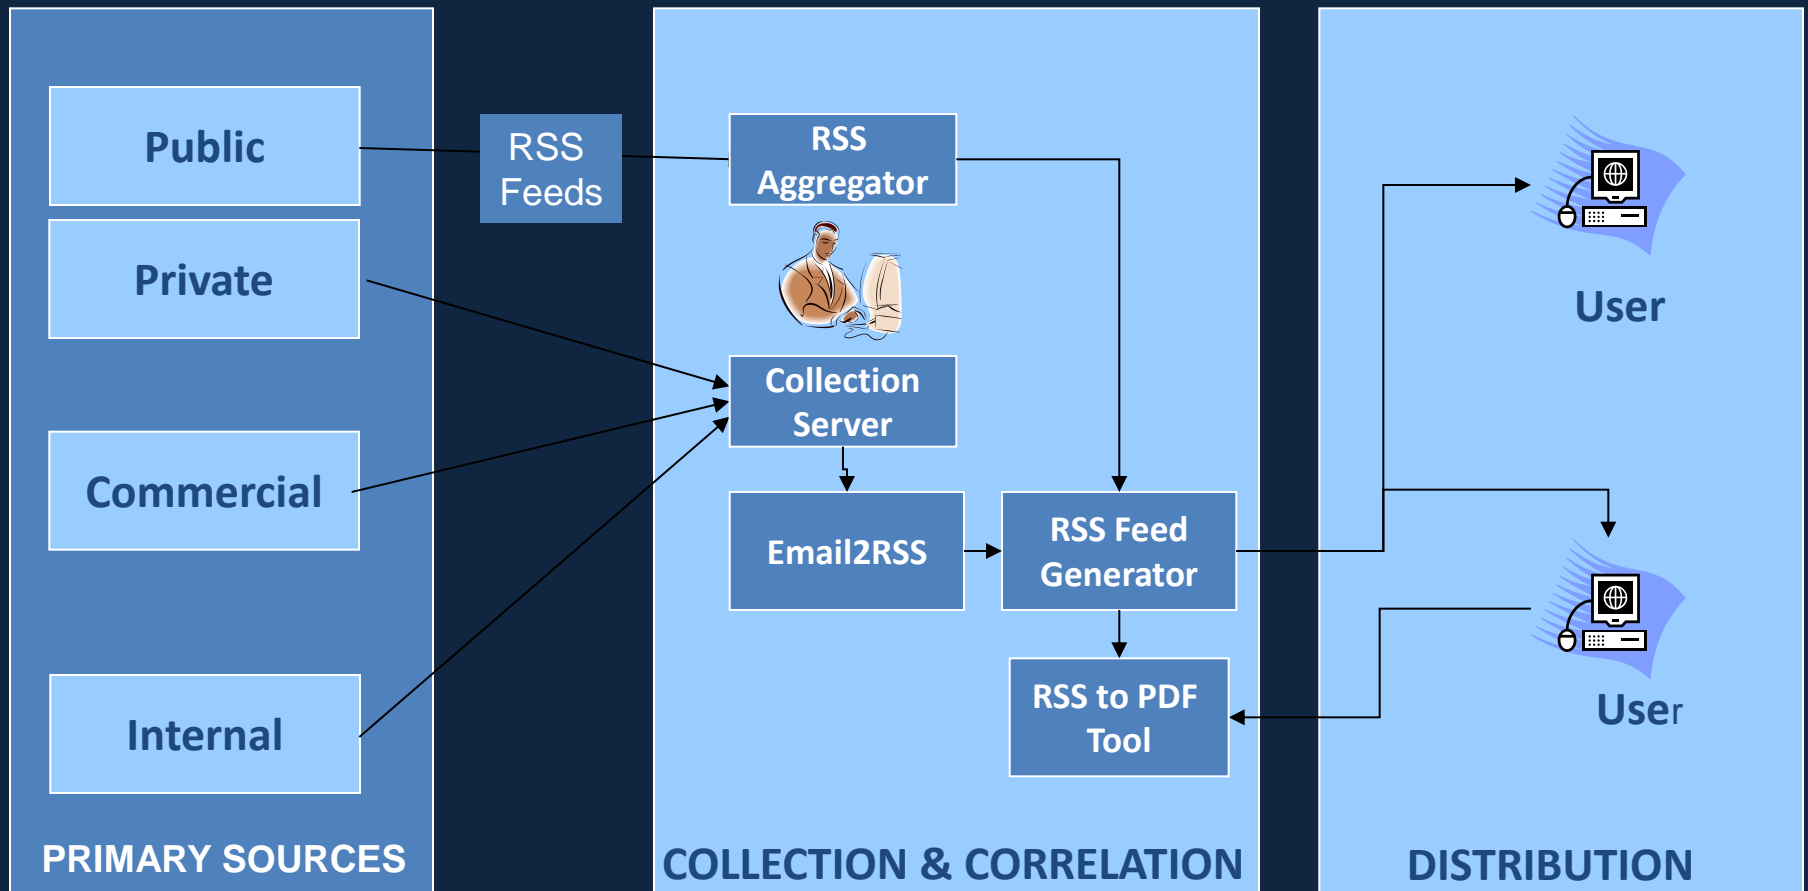 Public
Private
Commercial
Internal
PRIMARY SOURCES
RSS
Feeds
RSS
Aggregator
Collection
Server
Email2RSS
RSS Feed
Generator
RSS to PDF
Tool
COLLECTION & CORRELATION
User
User
DISTRIBUTION